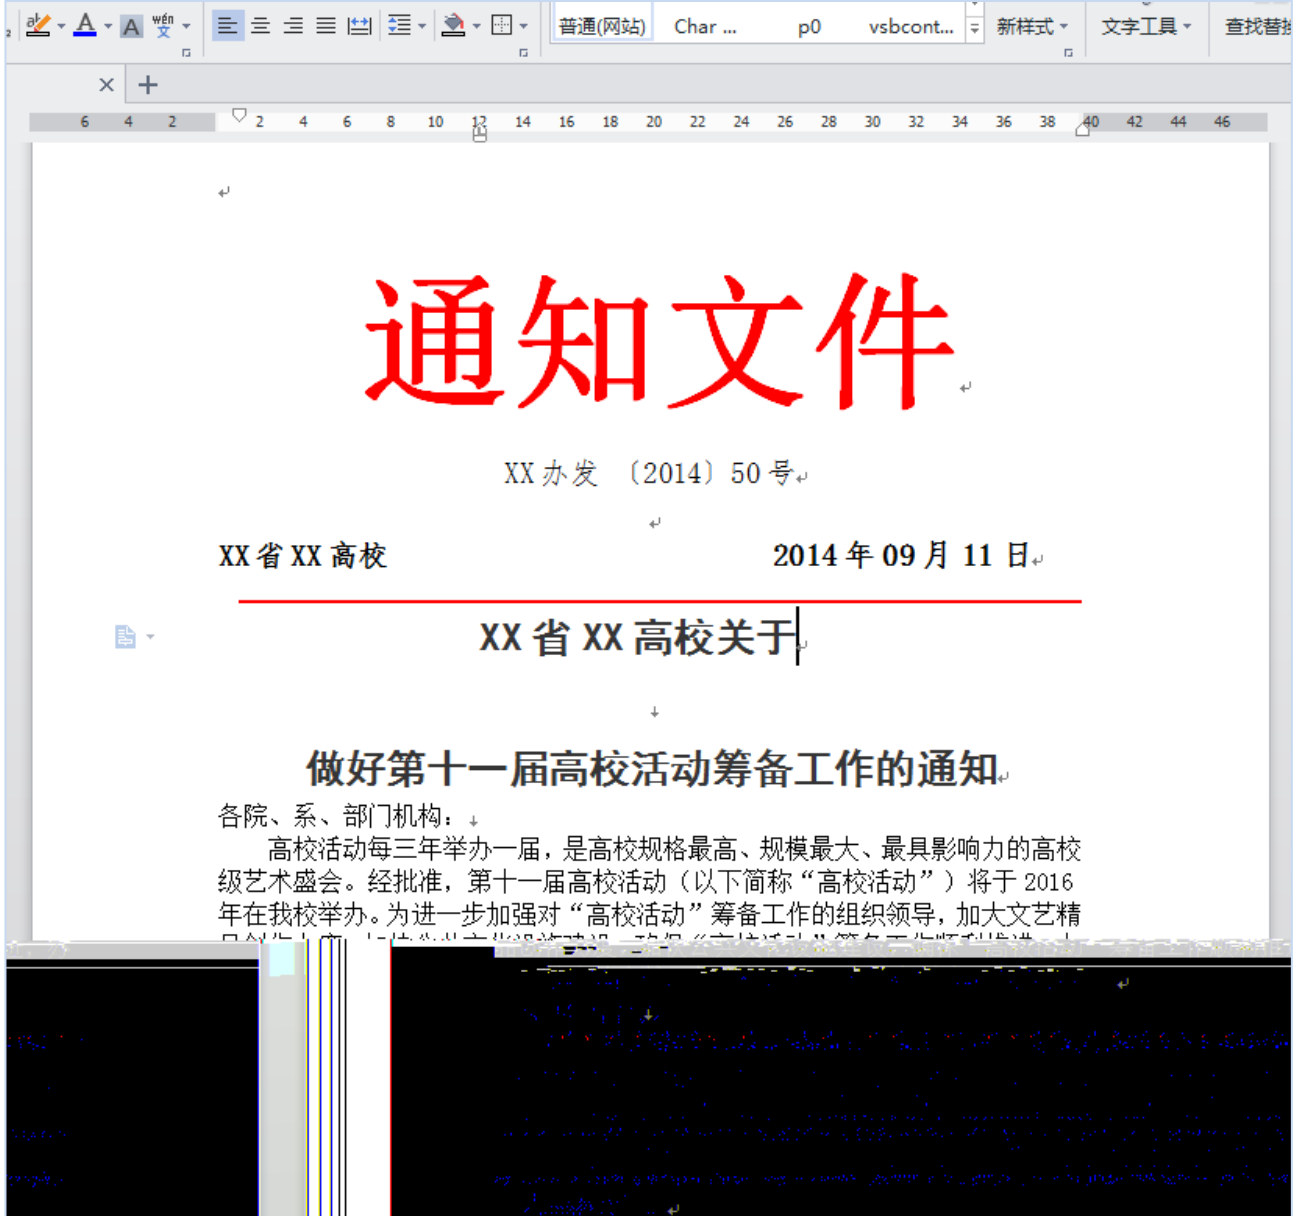 A A wén 文 普通(网站) Char ... p0 vsbcont... 新样式 文字工具 查找替
6 4 2 2 4 6 8 10 12 14 16 18 20 22 24 26 28 30 32 34 36 38 40 42 44 46
通知文件
XX办发 〔2014〕50号
XX省XX高校 2014年09月11日
XX省XX高校关于
做好第十一届高校活动筹备工作的通知
各院、系、部门机构：
高校活动每三年举办一届，是高校规格最高、规模最大、最具影响力的高校
级艺术盛会。经批准，第十一届高校活动（以下简称“高校活动”）将于2016
年在我校举办。为进一步加强对“高校活动”筹备工作的组织领导，加大文艺精